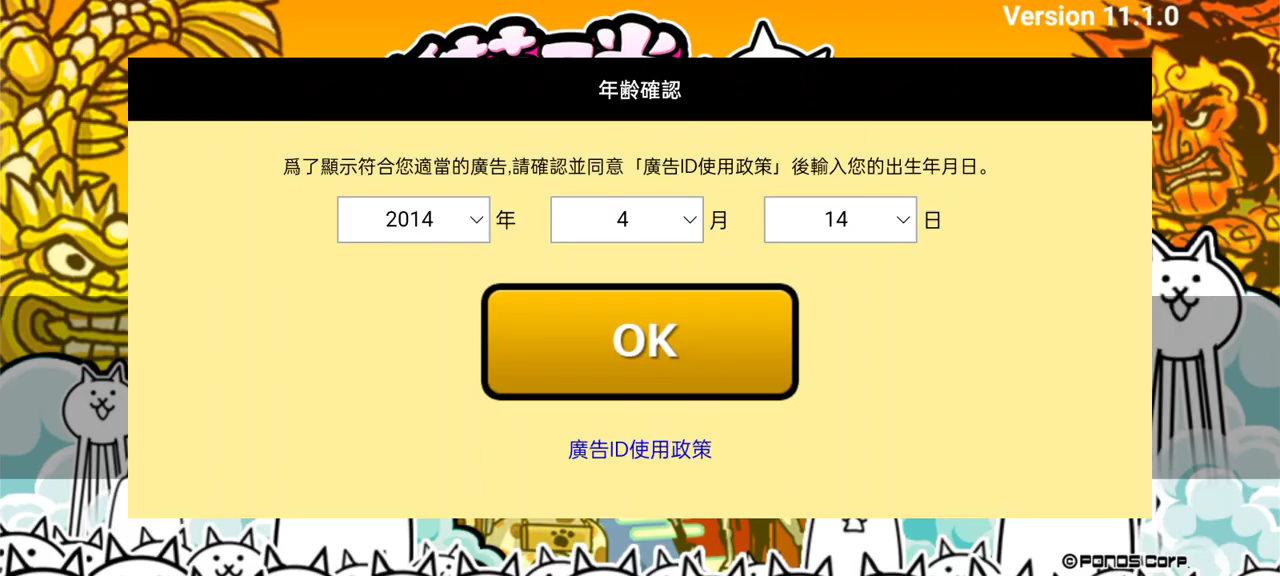 Version 11.1.0
年齡確認
爲了顯示符合您適當的廣告,請確認並同意「廣告ID使用政策」後輸入您的出生年月日。
2014 年 4 月 14 日
OK
廣告ID使用政策
©PONOS Corp.